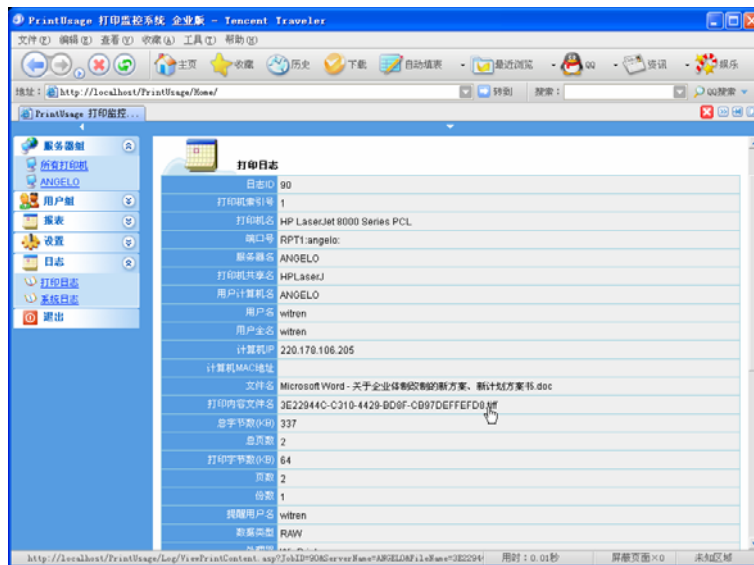 PrintUsage 打印监控系统 企业版 - Tencent Traveler
文件(F) 编辑(E) 查看(V) 收藏(A) 工具(T) 帮助(H)
主页 收藏 历史 下载 自动填表 最近浏览 QQ 资讯 娱乐
地址: http://localhost/PrintUsage/Home/ 转到 搜索: QQ搜索
PrintUsage 打印监控...
服务器组
所有打印机
ANGELO
用户组
报表
设置
日志
打印日志
系统日志
退出
打印日志
日志ID 90
打印机索引号 1
打印机名 HP LaserJet 8000 Series PCL
端口号 RPT1:angelo:
服务器名 ANGELO
打印机共享名 HPLaserJ
用户计算机名 ANGELO
用户名 witren
用户全名 witren
计算机IP 220.178.106.205
计算机MAC地址
文件名 Microsoft Word - 关于企业体制改制的新方案、新计划方案书.doc
打印内容文件名 3E22944C-C310-4429-BD9F-CB97DEFFEFD8.tiff
总字节数(KB) 337
总页数 2
打印字节数(KB) 64
页数 2
份数 1
提醒用户名 witren
数据类型 RAW
http://localhost/PrintUsage/Log/ViewPrintContent.asp?JobID=90&ServerName=ANGELO&FileName=3E2294 用时:0.01秒 屏蔽页面×0 未知区域